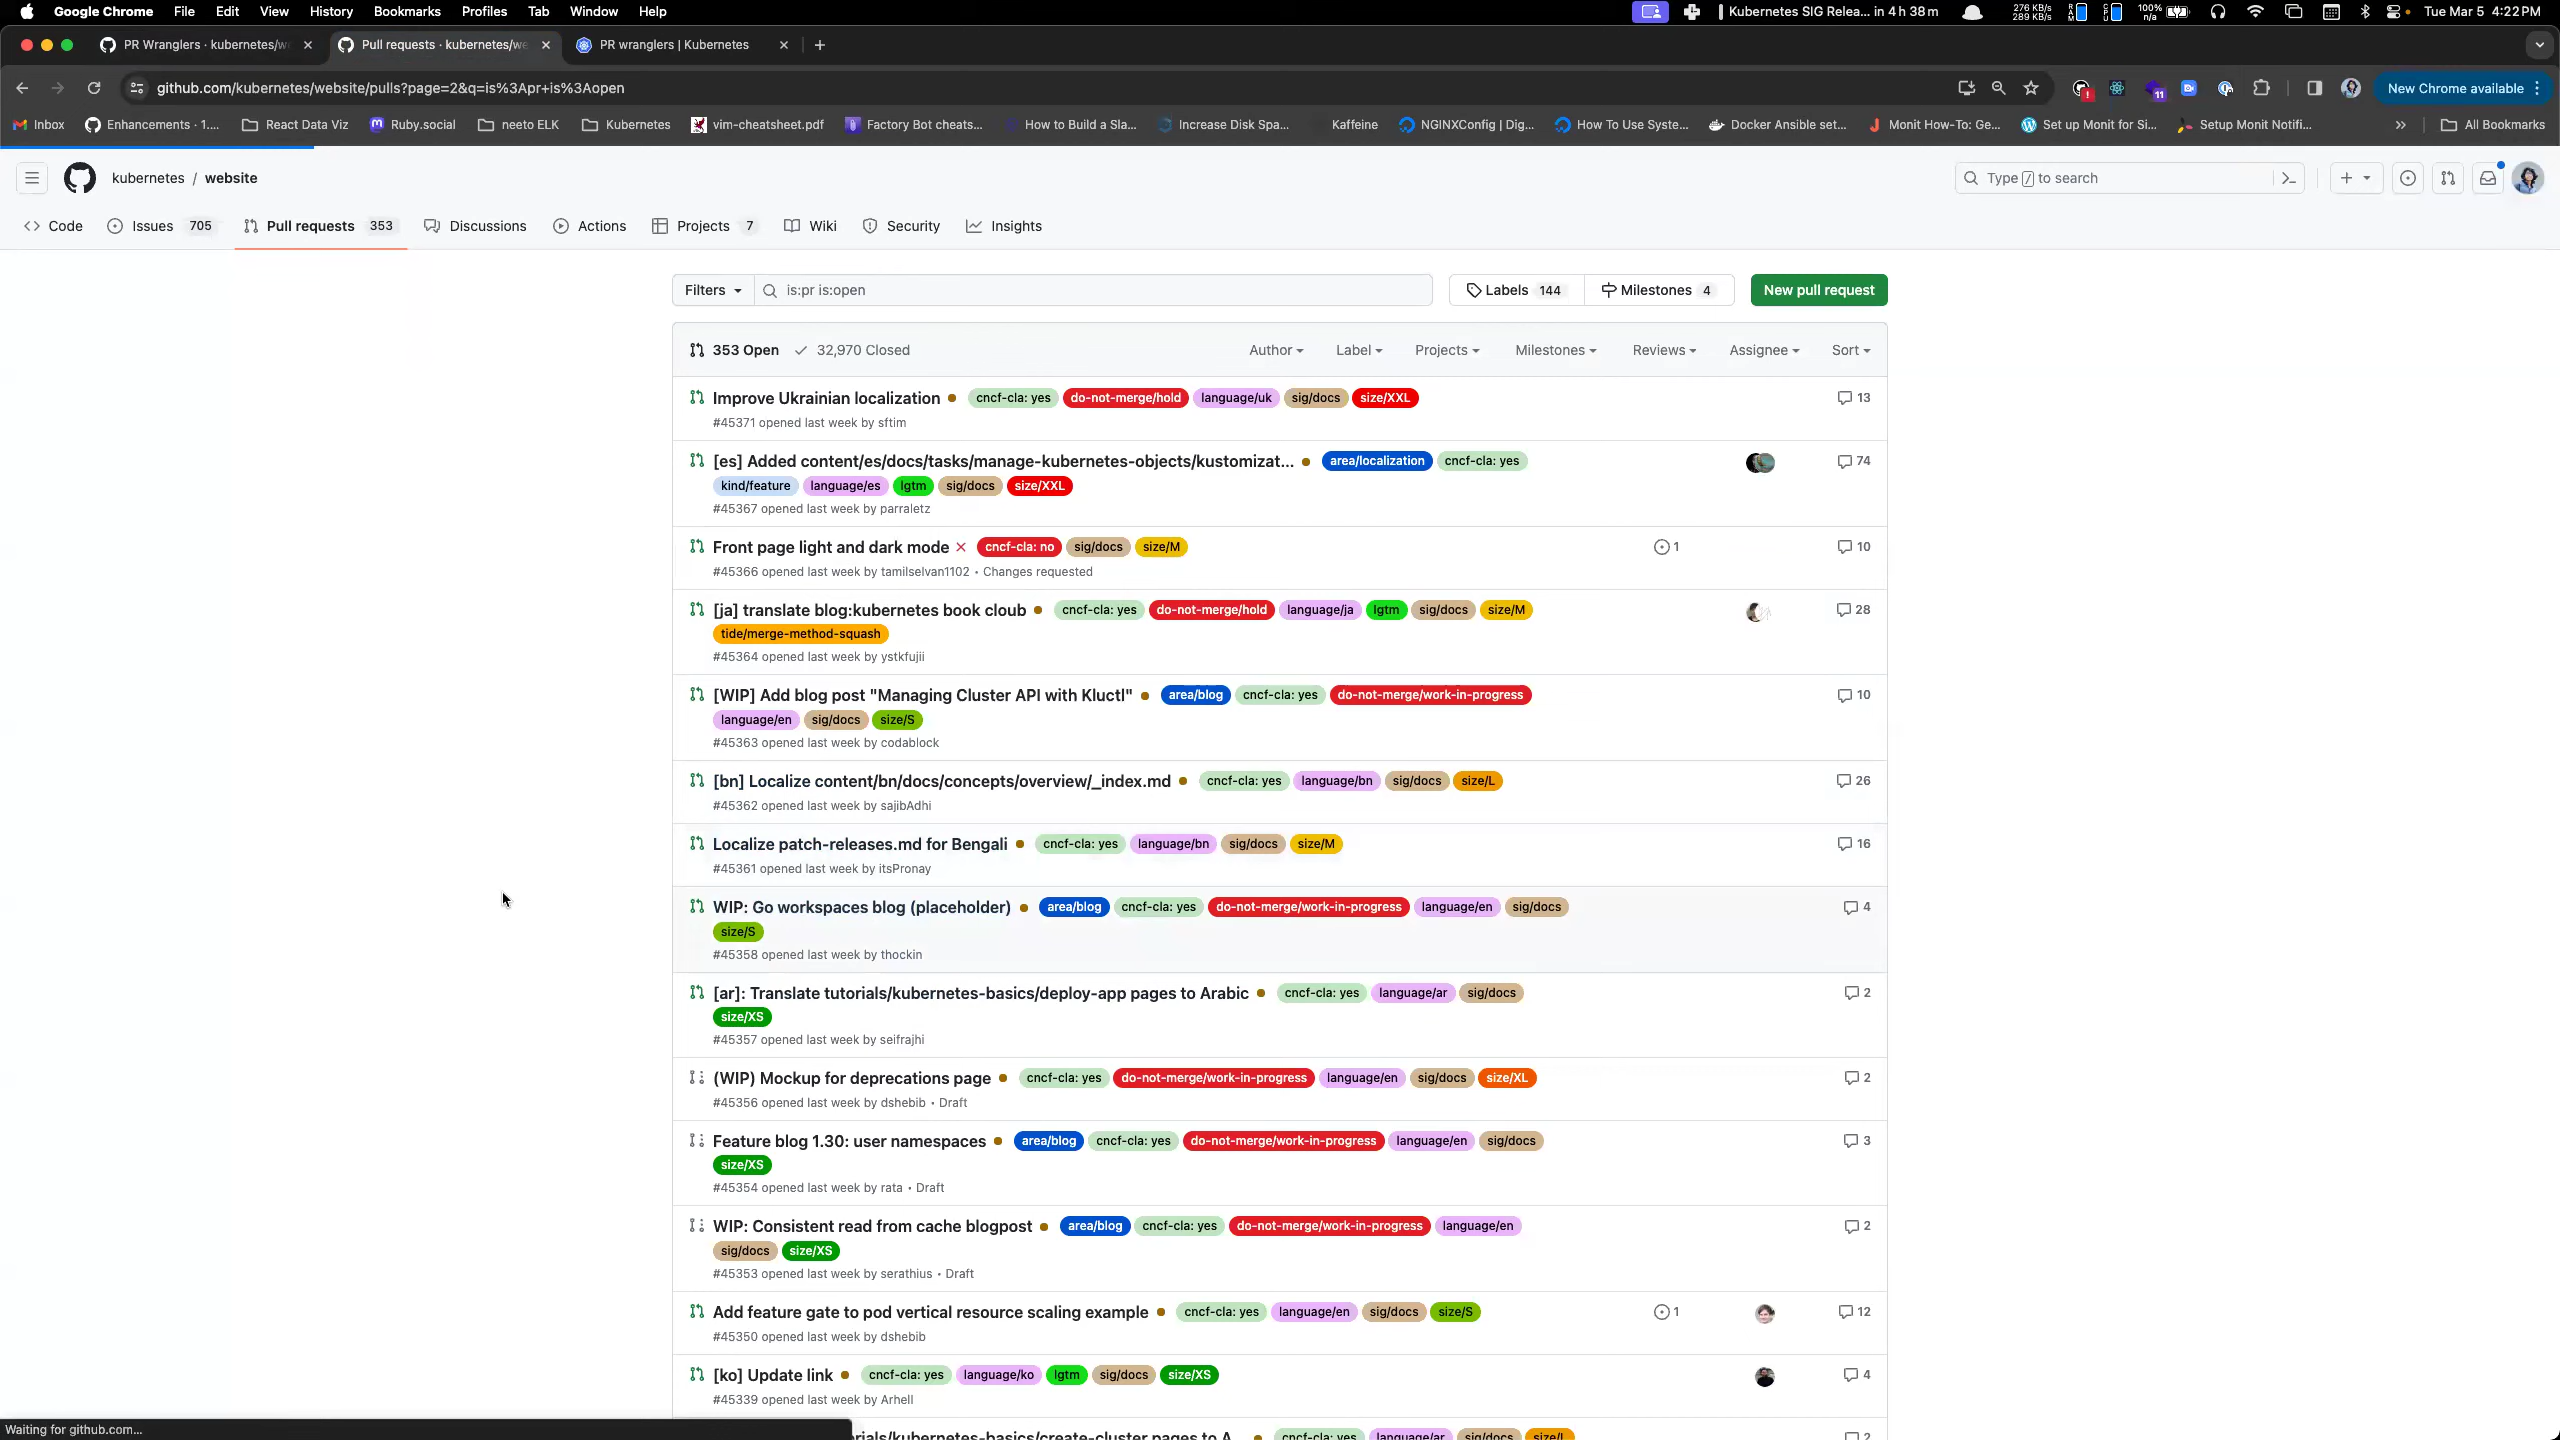 Google Chrome File Edit View History Bookmarks Profiles Tab Window Help Kubernetes SIG Relea... in 4 h 38 m 276 KB/s 289 KB/s 100% n/a Tue Mar 5 4:22 PM
PR Wranglers · kubernetes/w Pull requests · kubernetes/we PR wranglers | Kubernetes
github.com/kubernetes/website/pulls?page=2&q=is%3Apr+is%3Aopen 11 New Chrome available
Inbox Enhancements · 1.... React Data Viz Ruby.social neeto ELK Kubernetes vim-cheatsheet.pdf Factory Bot cheats... How to Build a Sla... Increase Disk Spa... Kaffeine NGINXConfig | Dig... How To Use Syste... Docker Ansible set... Monit How-To: Ge... Set up Monit for Si... Setup Monit Notifi... » All Bookmarks
kubernetes / website Type / to search
Code Issues 705 Pull requests 353 Discussions Actions Projects 7 Wiki Security Insights
Filters is:pr is:open Labels 144 Milestones 4 New pull request
353 Open 32,970 Closed Author Label Projects Milestones Reviews Assignee Sort
Improve Ukrainian localization cncf-cla: yes do-not-merge/hold language/uk sig/docs size/XXL 13
#45371 opened last week by sftim
[es] Added content/es/docs/tasks/manage-kubernetes-objects/kustomizat... area/localization cncf-cla: yes 74
kind/feature language/es lgtm sig/docs size/XXL
#45367 opened last week by parraletz
Front page light and dark mode cncf-cla: no sig/docs size/M 1 10
#45366 opened last week by tamilselvan1102 • Changes requested
[ja] translate blog:kubernetes book cloub cncf-cla: yes do-not-merge/hold language/ja lgtm sig/docs size/M 28
tide/merge-method-squash
#45364 opened last week by ystkfujii
[WIP] Add blog post "Managing Cluster API with Kluctl" area/blog cncf-cla: yes do-not-merge/work-in-progress 10
language/en sig/docs size/S
#45363 opened last week by codablock
[bn] Localize content/bn/docs/concepts/overview/_index.md cncf-cla: yes language/bn sig/docs size/L 26
#45362 opened last week by sajibAdhi
Localize patch-releases.md for Bengali cncf-cla: yes language/bn sig/docs size/M 16
#45361 opened last week by itsPronay
WIP: Go workspaces blog (placeholder) area/blog cncf-cla: yes do-not-merge/work-in-progress language/en sig/docs 4
size/S
#45358 opened last week by thockin
[ar]: Translate tutorials/kubernetes-basics/deploy-app pages to Arabic cncf-cla: yes language/ar sig/docs 2
size/XS
#45357 opened last week by seifrajhi
(WIP) Mockup for deprecations page cncf-cla: yes do-not-merge/work-in-progress language/en sig/docs size/XL 2
#45356 opened last week by dshebib • Draft
Feature blog 1.30: user namespaces area/blog cncf-cla: yes do-not-merge/work-in-progress language/en sig/docs 3
size/XS
#45354 opened last week by rata • Draft
WIP: Consistent read from cache blogpost area/blog cncf-cla: yes do-not-merge/work-in-progress language/en 2
sig/docs size/XS
#45353 opened last week by serathius • Draft
Add feature gate to pod vertical resource scaling example cncf-cla: yes language/en sig/docs size/S 1 12
#45350 opened last week by dshebib
[ko] Update link cncf-cla: yes language/ko lgtm sig/docs size/XS 4
#45339 opened last week by Arhell
Waiting for github.com...
rials/kubernetes-basics/create-cluster pages to A... cncf-cla: yes language/ar sig/docs size/L 2